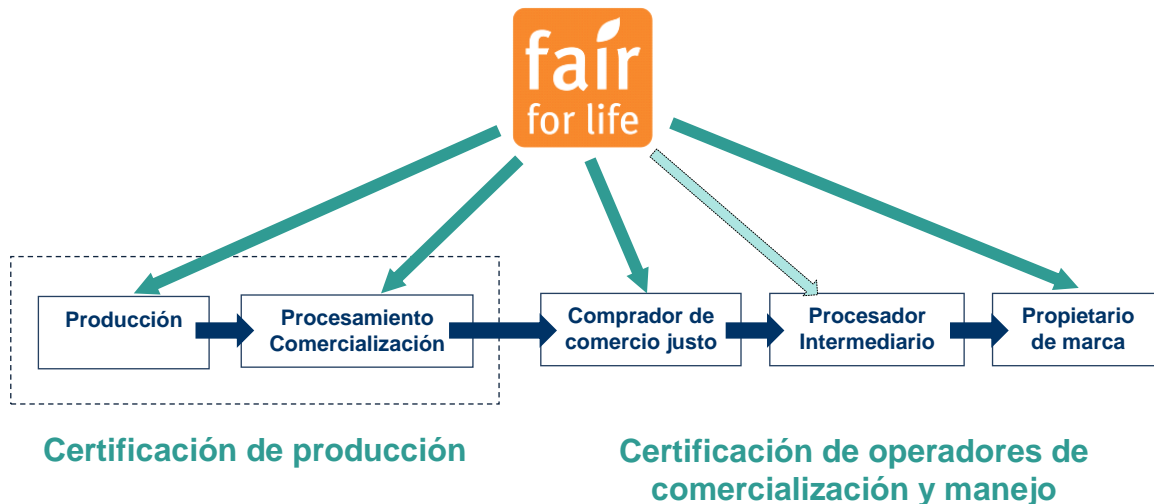 fair
for life
Producción
Procesamiento
Comercialización
Comprador de
comercio justo
Procesador
Intermediario
Propietario
de marca
Certificación de producción
Certificación de operadores de
comercialización y manejo